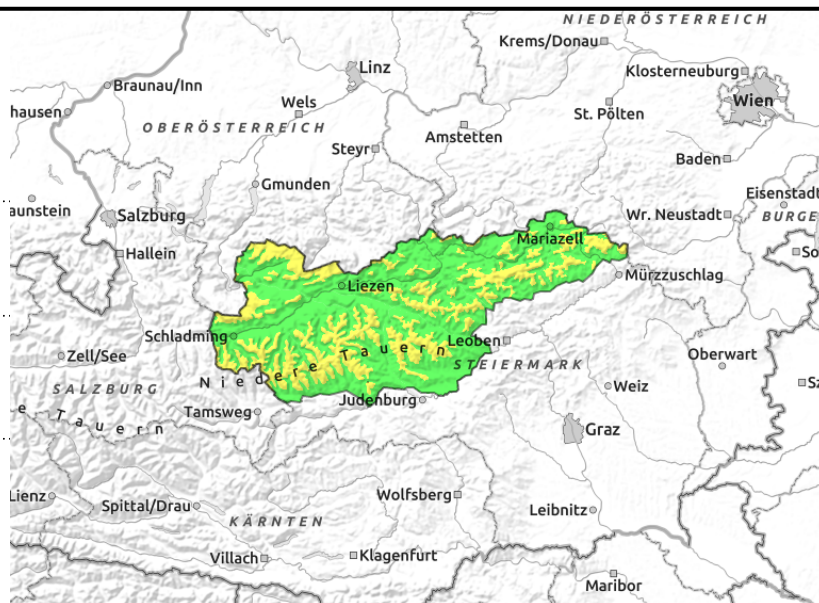 NIEDERÖSTERREICH
Krems/Donau
Linz
Klosterneuburg
Braunau/Inn
Wels
Wien
hausen
St. Pölten
OBERÖSTERREICH
Amstetten
Steyr
Baden
Gmunden
Eisenstadt
aunstein
Salzburg
Wr. Neustadt
BURGE
Mariazell
Hallein
So
Mürzzuschlag
Liezen
Schladming
Leoben
Zell/See
Niedere Tauern
STEIERMARK
Oberwart
SALZBURG
Weiz
Sz
Tamsweg
Judenburg
e Tauern
Graz
Lienz
Wolfsberg
Spittal/Drau
Leibnitz
KÄRNTEN
Villach
Klagenfurt
Maribor